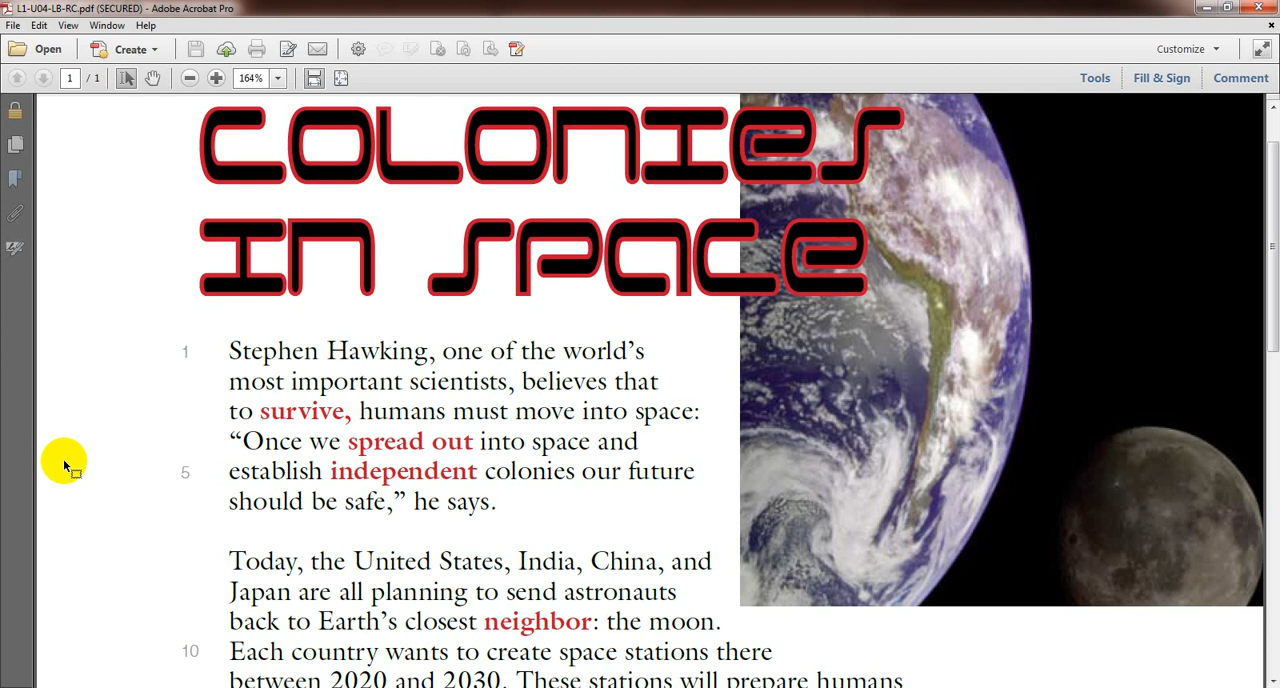 L1-U04-LB-RC.pdf (SECURED) - Adobe Acrobat Pro
File Edit View Window Help
Open Create Customize
1 / 1 164% Tools Fill & Sign Comment
COLONIES
IN SPACE
1 Stephen Hawking, one of the world’s
most important scientists, believes that
to survive, humans must move into space:
“Once we spread out into space and
5 establish independent colonies our future
should be safe,” he says.
Today, the United States, India, China, and
Japan are all planning to send astronauts
back to Earth’s closest neighbor: the moon.
10 Each country wants to create space stations there
between 2020 and 2030. These stations will prepare humans